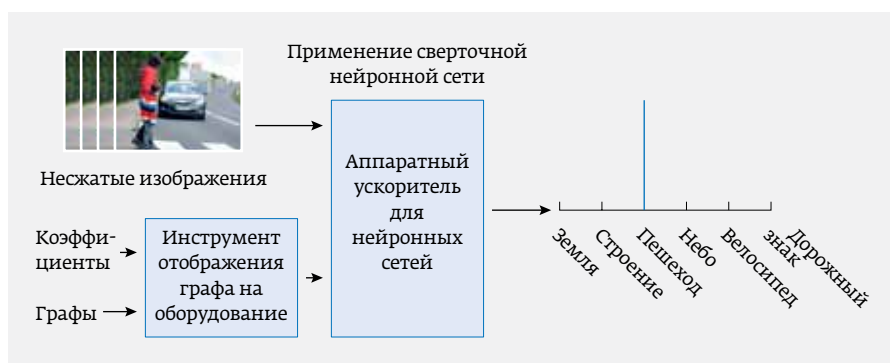 Применение сверточной
нейронной сети
Несжатые изображения
Аппаратный
ускоритель
для
нейронных
сетей
Коэффи-
циенты
Графы
Инструмент
отображения
графа на
оборудование
Земля
Строение
Пешеход
Небо
Велосипед
Дорожный
знак